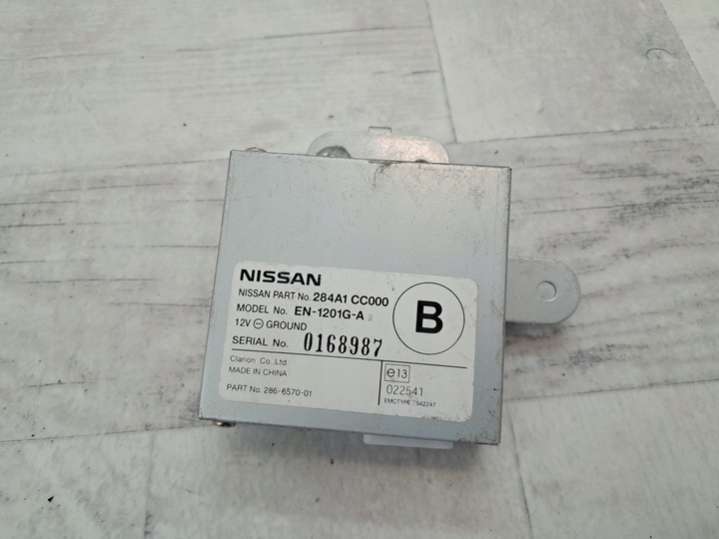 NISSAN
NISSAN PART No. 284A1 CC000
MODEL No. EN-1201G-A
12V ⊖ GROUND
SERIAL No. 0168987
B
Clarion Co., Ltd.
MADE IN CHINA
PART No. 286-6570-01
e13
022541